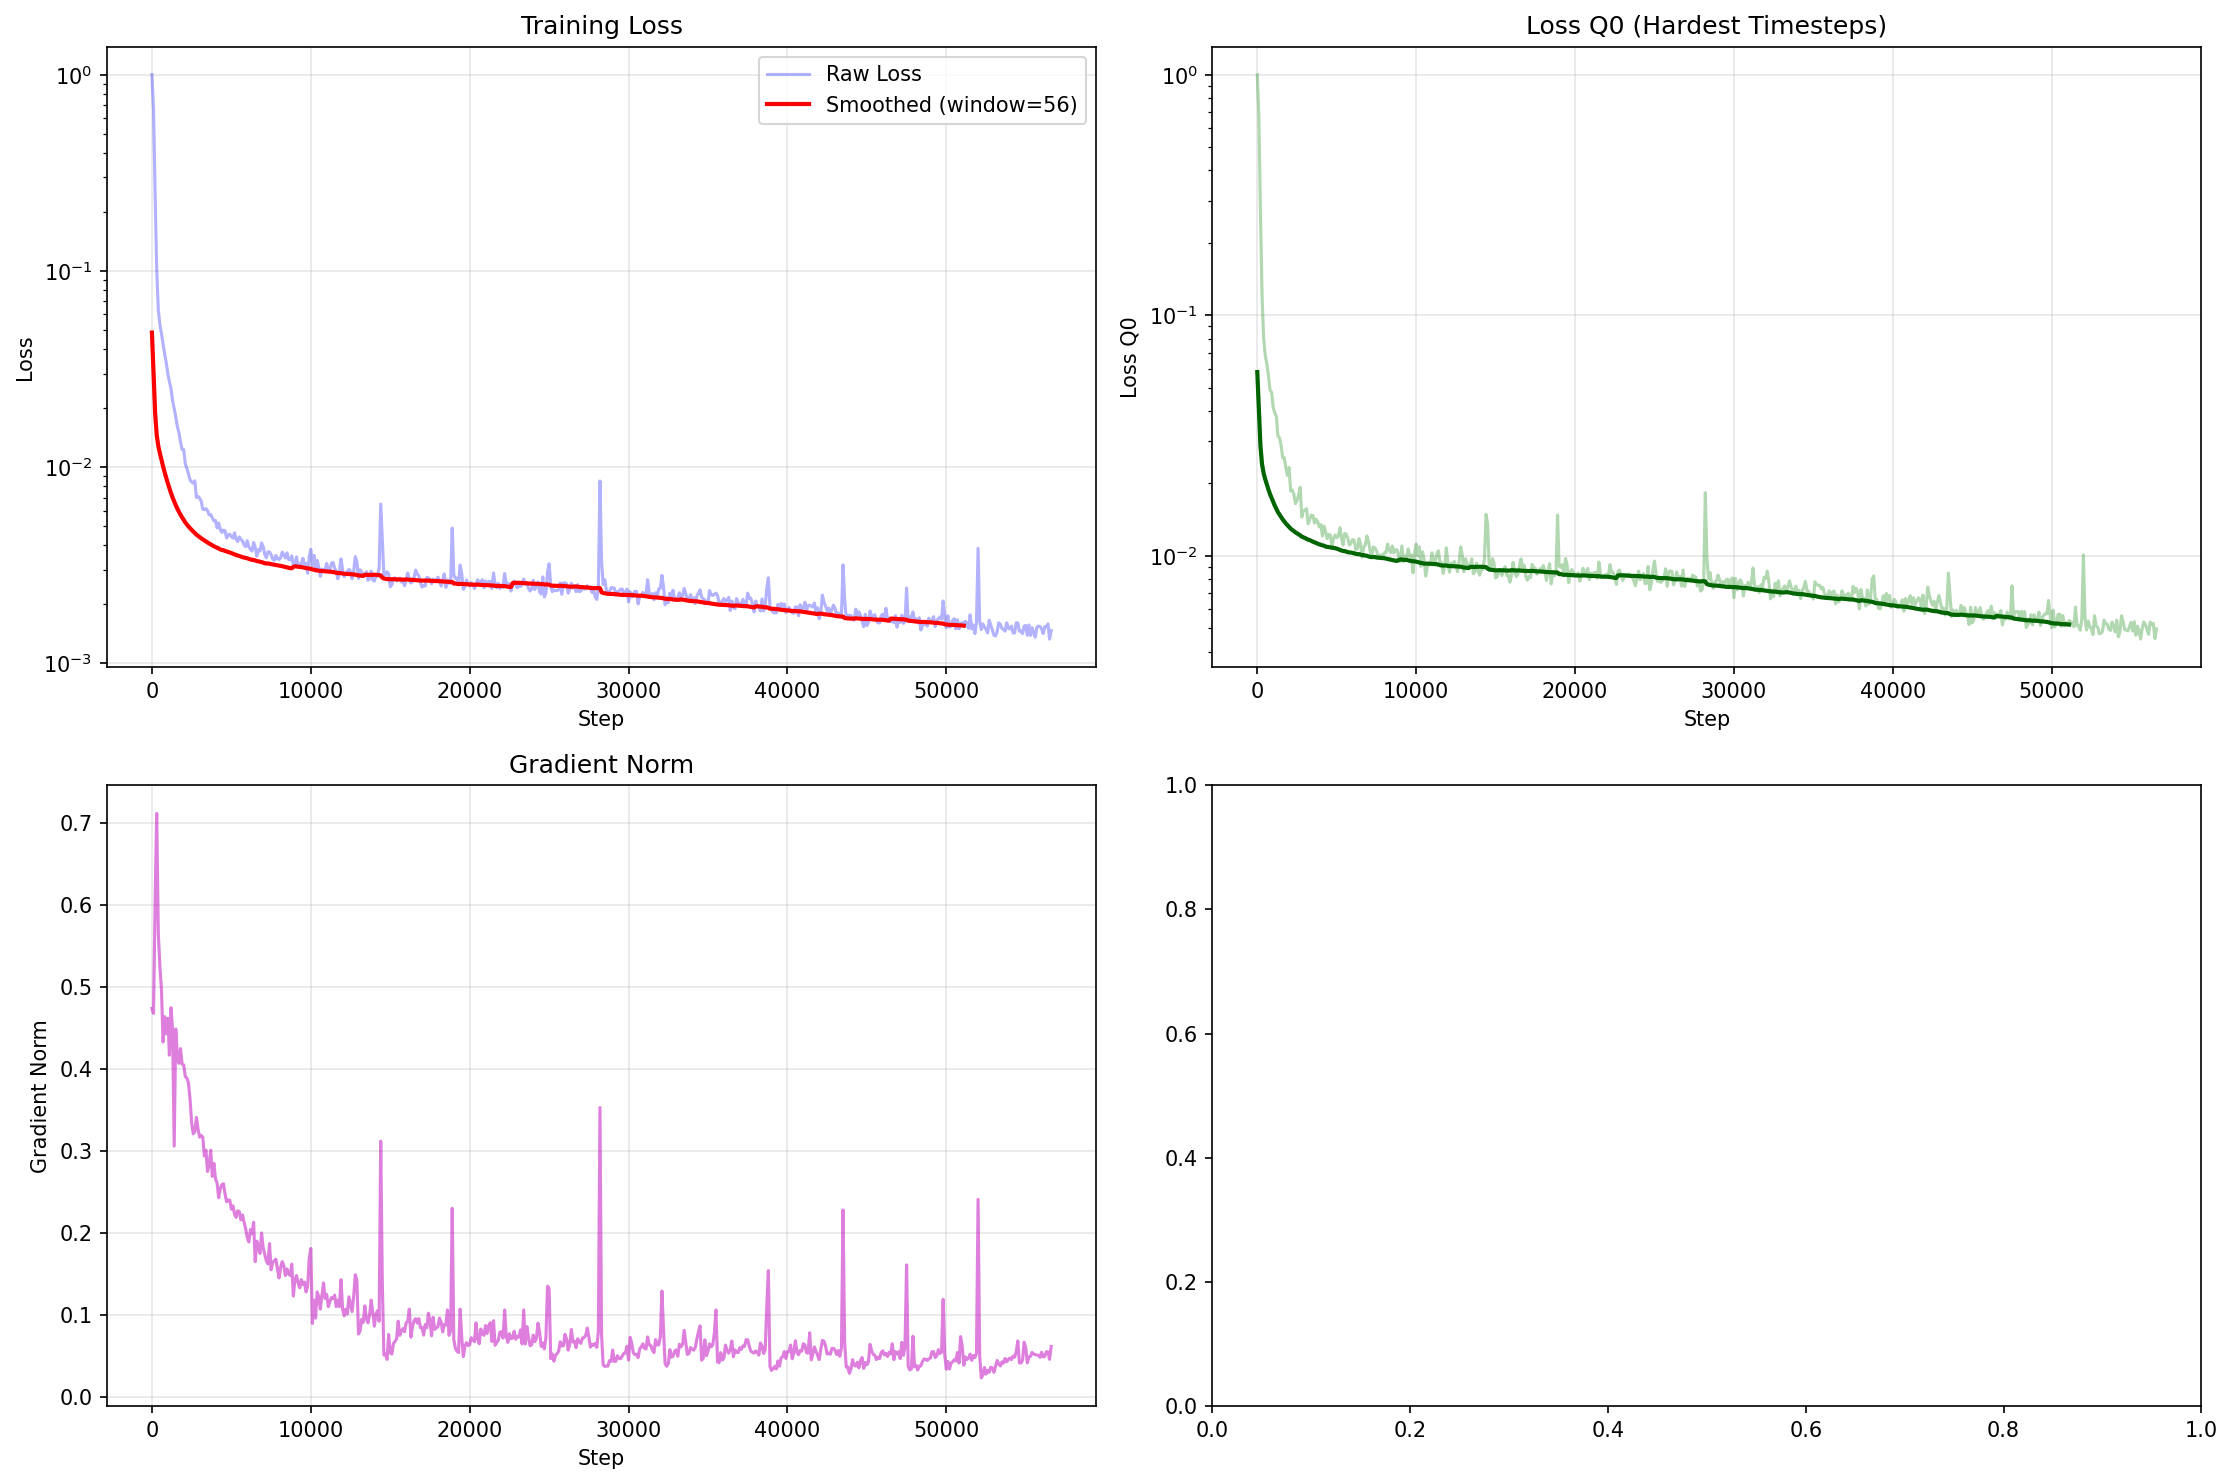 Training Loss
Loss
10⁰
10⁻¹
10⁻²
10⁻³
Raw Loss
Smoothed (window=56)
0 10000 20000 30000 40000 50000
Step
Loss Q0 (Hardest Timesteps)
Loss Q0
10⁰
10⁻¹
10⁻²
0 10000 20000 30000 40000 50000
Step
Gradient Norm
Gradient Norm
0.7
0.6
0.5
0.4
0.3
0.2
0.1
0.0
0 10000 20000 30000 40000 50000
Step
1.0
0.8
0.6
0.4
0.2
0.0
0.0 0.2 0.4 0.6 0.8 1.0